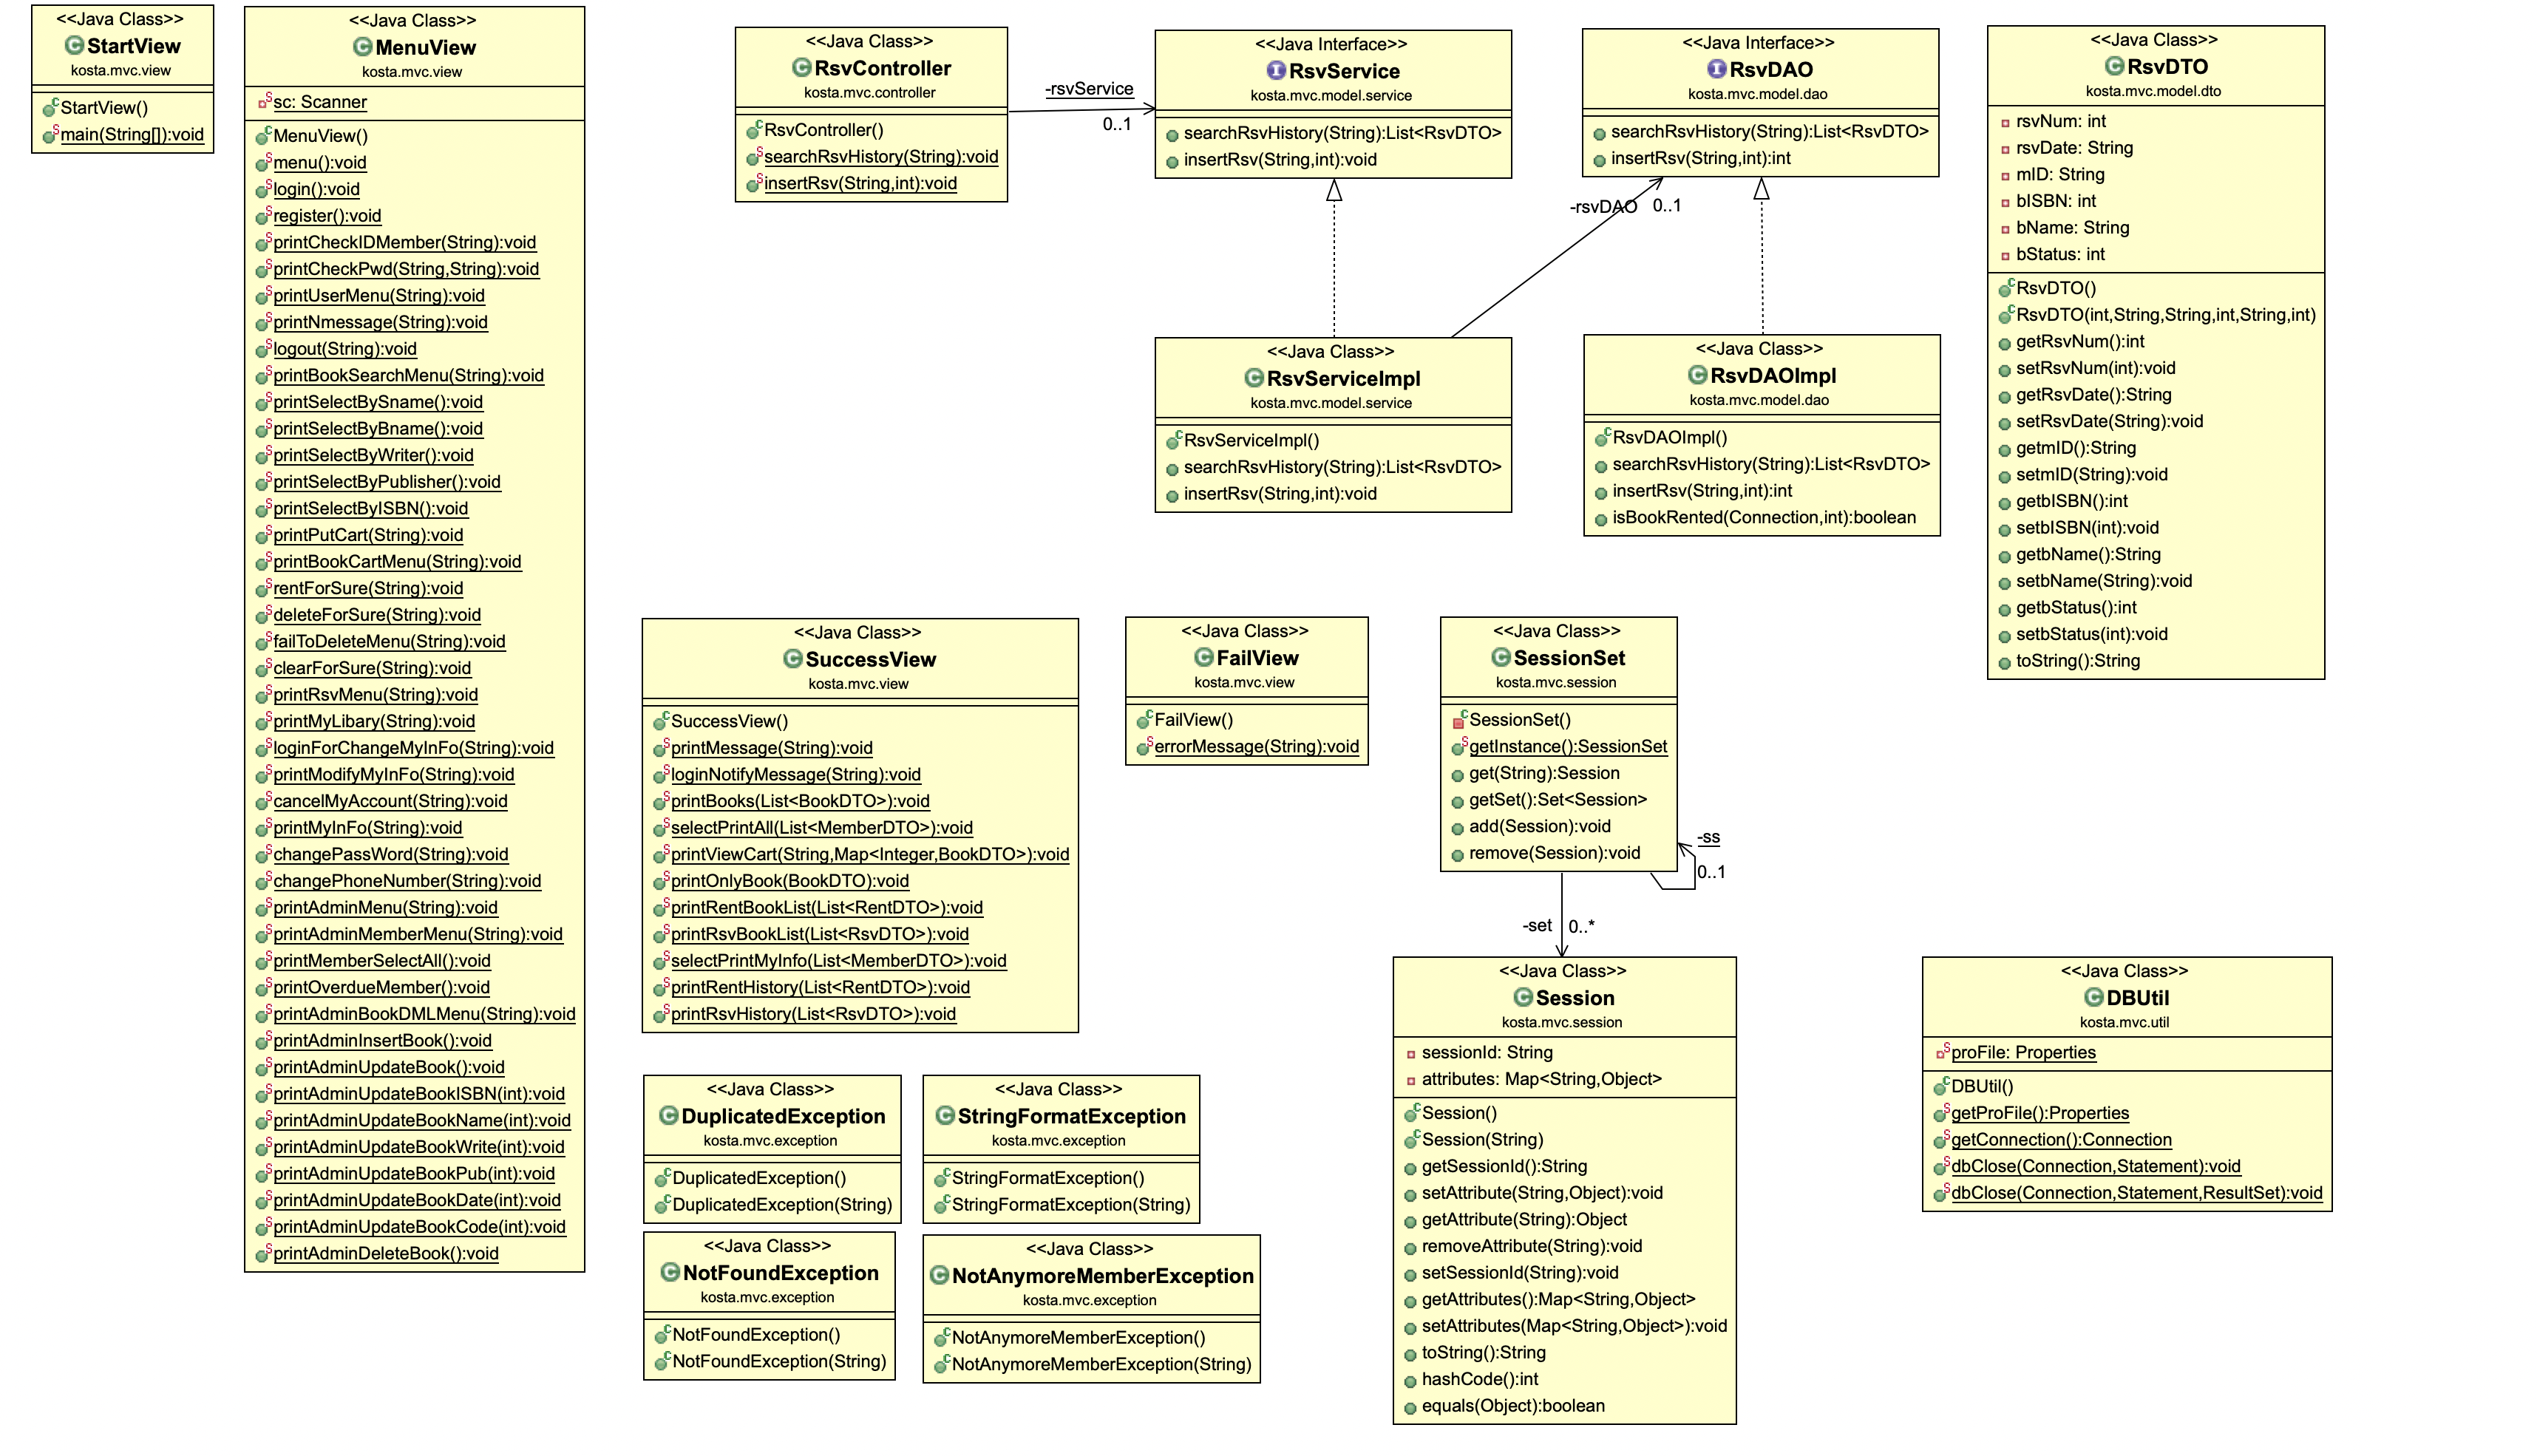 <<Java Class>>
StartView
kosta.mvc.view
StartView()
main(String[]):void
<<Java Class>>
MenuView
kosta.mvc.view
sc: Scanner
MenuView()
menu():void
login():void
register():void
printCheckIDMember(String):void
printCheckPwd(String,String):void
printUserMenu(String):void
printNmessage(String):void
logout(String):void
printBookSearchMenu(String):void
printSelectBySname():void
printSelectByBname():void
printSelectByWriter():void
printSelectByPublisher():void
printSelectByISBN():void
printPutCart(String):void
printBookCartMenu(String):void
rentForSure(String):void
deleteForSure(String):void
failToDeleteMenu(String):void
clearForSure(String):void
printRsvMenu(String):void
printMyLibary(String):void
loginForChangeMyInFo(String):void
printModifyMyInFo(String):void
cancelMyAccount(String):void
printMyInFo(String):void
changePassWord(String):void
changePhoneNumber(String):void
printAdminMenu(String):void
printAdminMemberMenu(String):void
printMemberSelectAll():void
printOverdueMember():void
printAdminBookDMLMenu(String):void
printAdminInsertBook():void
printAdminUpdateBook():void
printAdminUpdateBookISBN(int):void
printAdminUpdateBookName(int):void
printAdminUpdateBookWrite(int):void
printAdminUpdateBookPub(int):void
printAdminUpdateBookDate(int):void
printAdminUpdateBookCode(int):void
printAdminDeleteBook():void
<<Java Class>>
RsvController
kosta.mvc.controller
RsvController()
searchRsvHistory(String):void
insertRsv(String,int):void
-rsvService
0..1
<<Java Interface>>
RsvService
kosta.mvc.model.service
searchRsvHistory(String):List<RsvDTO>
insertRsv(String,int):void
<<Java Interface>>
RsvDAO
kosta.mvc.model.dao
searchRsvHistory(String):List<RsvDTO>
insertRsv(String,int):int
-rsvDAO
0..1
<<Java Class>>
RsvServiceImpl
kosta.mvc.model.service
RsvServiceImpl()
searchRsvHistory(String):List<RsvDTO>
insertRsv(String,int):void
<<Java Class>>
RsvDAOImpl
kosta.mvc.model.dao
RsvDAOImpl()
searchRsvHistory(String):List<RsvDTO>
insertRsv(String,int):int
isBookRented(Connection,int):boolean
<<Java Class>>
RsvDTO
kosta.mvc.model.dto
rsvNum: int
rsvDate: String
mID: String
bISBN: int
bName: String
bStatus: int
RsvDTO()
RsvDTO(int,String,String,int,String,int)
getRsvNum():int
setRsvNum(int):void
getRsvDate():String
setRsvDate(String):void
getmID():String
setmID(String):void
getbISBN():int
setbISBN(int):void
getbName():String
setbName(String):void
getbStatus():int
setbStatus(int):void
toString():String
<<Java Class>>
SuccessView
kosta.mvc.view
SuccessView()
printMessage(String):void
loginNotifyMessage(String):void
printBooks(List<BookDTO>):void
selectPrintAll(List<MemberDTO>):void
printViewCart(String,Map<Integer,BookDTO>):void
printOnlyBook(BookDTO):void
printRentBookList(List<RentDTO>):void
printRsvBookList(List<RsvDTO>):void
selectPrintMyInfo(List<MemberDTO>):void
printRentHistory(List<RentDTO>):void
printRsvHistory(List<RsvDTO>):void
<<Java Class>>
FailView
kosta.mvc.view
FailView()
errorMessage(String):void
<<Java Class>>
SessionSet
kosta.mvc.session
SessionSet()
getInstance():SessionSet
get(String):Session
getSet():Set<Session>
add(Session):void
remove(Session):void
-ss
0..1
-set
0..*
<<Java Class>>
Session
kosta.mvc.session
sessionId: String
attributes: Map<String,Object>
Session()
Session(String)
getSessionId():String
setAttribute(String,Object):void
getAttribute(String):Object
removeAttribute(String):void
setSessionId(String):void
getAttributes():Map<String,Object>
setAttributes(Map<String,Object>):void
toString():String
hashCode():int
equals(Object):boolean
<<Java Class>>
DBUtil
kosta.mvc.util
proFile: Properties
DBUtil()
getProFile():Properties
getConnection():Connection
dbClose(Connection,Statement):void
dbClose(Connection,Statement,ResultSet):void
<<Java Class>>
DuplicatedException
kosta.mvc.exception
DuplicatedException()
DuplicatedException(String)
<<Java Class>>
StringFormatException
kosta.mvc.exception
StringFormatException()
StringFormatException(String)
<<Java Class>>
NotFoundException
kosta.mvc.exception
NotFoundException()
NotFoundException(String)
<<Java Class>>
NotAnymoreMemberException
kosta.mvc.exception
NotAnymoreMemberException()
NotAnymoreMemberException(String)